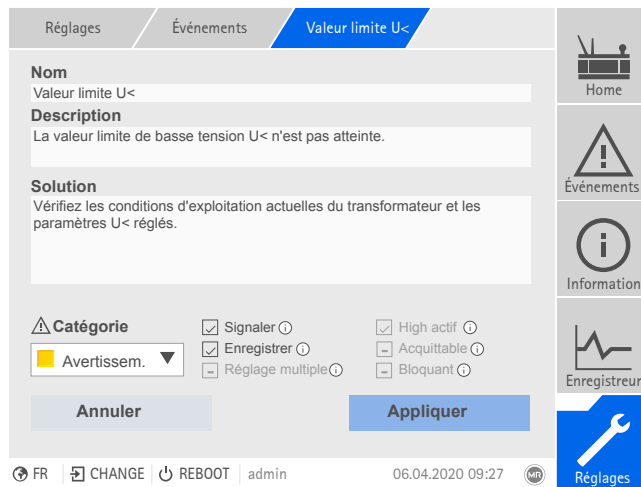 Réglages
Événements
Valeur limite U<
Nom
Valeur limite U<
Description
La valeur limite de basse tension U< n'est pas atteinte.
Solution
Vérifiez les conditions d'exploitation actuelles du transformateur et les
paramètres U< réglés.
Catégorie
Avertissem.
Signaler
Enregistrer
Réglage multiple
High actif
Acquittable
Bloquant
Annuler
Appliquer
FR
CHANGE
REBOOT
admin
06.04.2020 09:27
MR
Home
Événements
Information
Enregistreur
Réglages